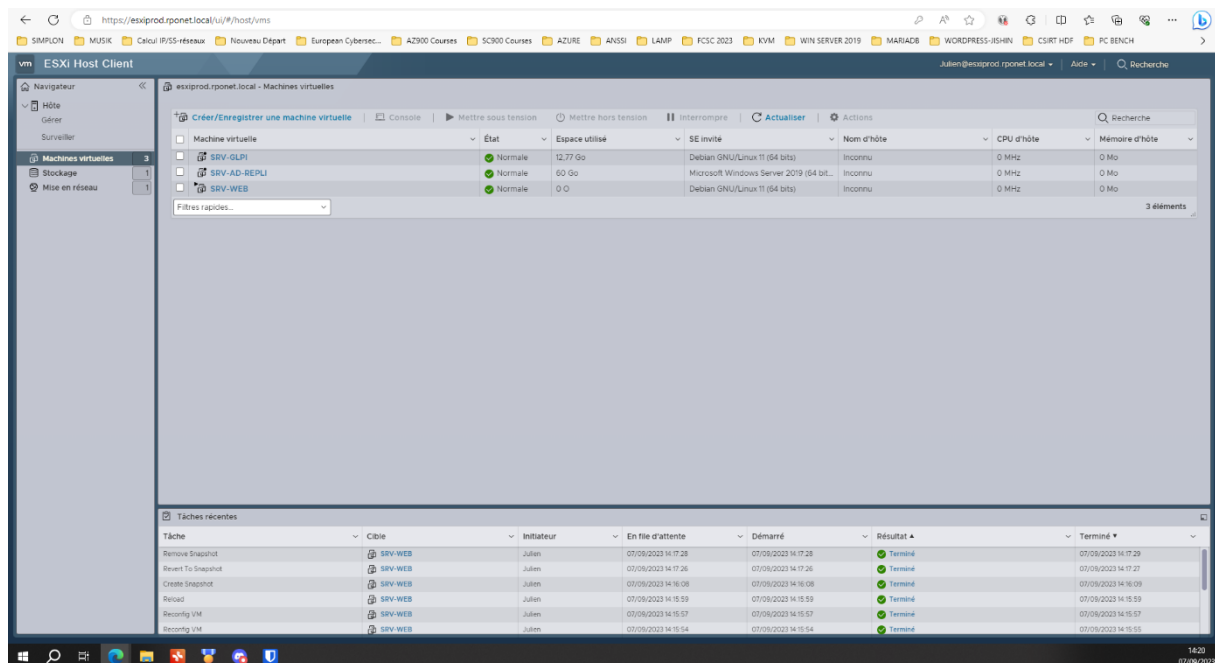 https://esxiprod.rponet.local/ui/#/host/vms
SIMPLON MUSIK Calcul IP/SS-réseaux Nouveau Départ European Cybersec... AZ900 Courses SC900 Courses AZURE ANSSI LAMP FCSC 2023 KVM WIN SERVER 2019 MARIADB WORDPRESS-JISHIN CSIRT HDF PC BENCH
vm ESXi Host Client Julien@esxiprod.rponet.local Aide Recherche
Navigateur esxiprod.rponet.local - Machines virtuelles
Hôte
Gérer
Surveiller
Machines virtuelles 3
Stockage 1
Mise en réseau 1
Créer/Enregistrer une machine virtuelle Console Mettre sous tension Mettre hors tension Interrompre Actualiser Actions Recherche
Machine virtuelle État Espace utilisé SE invité Nom d'hôte CPU d'hôte Mémoire d'hôte
SRV-GLPI Normale 12,77 Go Debian GNU/Linux 11 (64 bits) Inconnu 0 MHz 0 Mo
SRV-AD-REPLI Normale 60 Go Microsoft Windows Server 2019 (64 bit... Inconnu 0 MHz 0 Mo
SRV-WEB Normale 0 O Debian GNU/Linux 11 (64 bits) Inconnu 0 MHz 0 Mo
Filtres rapides... 3 éléments
Tâches récentes
Tâche Cible Initiateur En file d'attente Démarré Résultat ▲ Terminé ▼
Remove Snapshot SRV-WEB Julien 07/09/2023 14:17:28 07/09/2023 14:17:28 Terminé 07/09/2023 14:17:29
Revert To Snapshot SRV-WEB Julien 07/09/2023 14:17:26 07/09/2023 14:17:26 Terminé 07/09/2023 14:17:27
Create Snapshot SRV-WEB Julien 07/09/2023 14:16:08 07/09/2023 14:16:08 Terminé 07/09/2023 14:16:09
Reload SRV-WEB Julien 07/09/2023 14:15:59 07/09/2023 14:15:59 Terminé 07/09/2023 14:15:59
Reconfig VM SRV-WEB Julien 07/09/2023 14:15:57 07/09/2023 14:15:57 Terminé 07/09/2023 14:15:57
Reconfig VM SRV-WEB Julien 07/09/2023 14:15:54 07/09/2023 14:15:54 Terminé 07/09/2023 14:15:55
14:20
07/09/2023